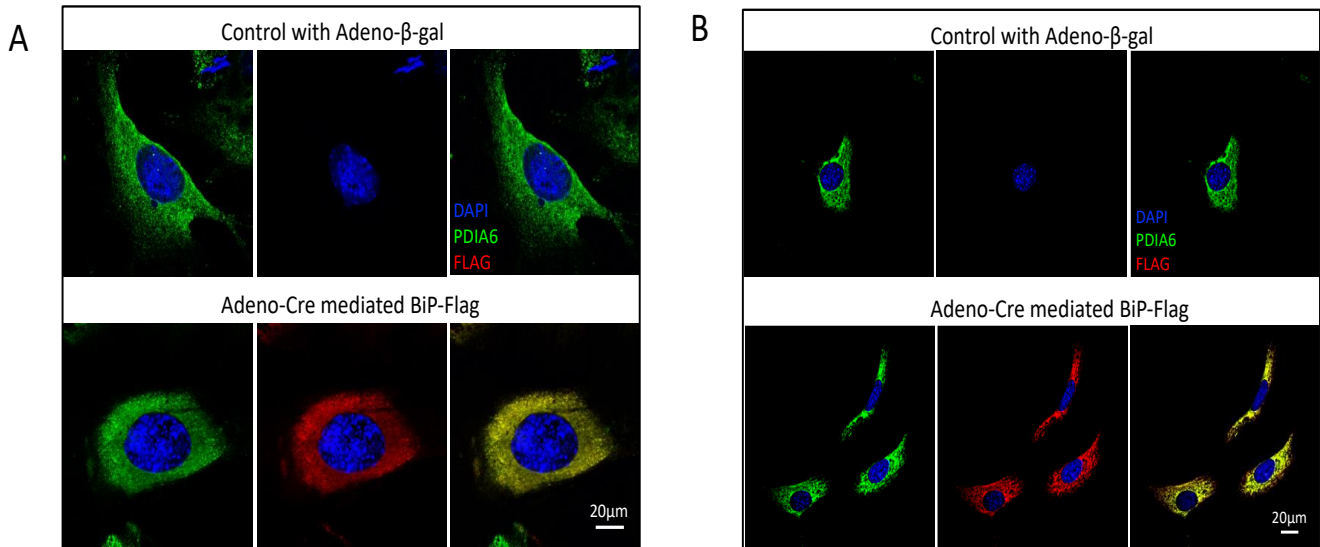 A
Control with Adeno-β-gal
DAPI
PDIA6
FLAG
Adeno-Cre mediated BiP-Flag
20μm
B
Control with Adeno-β-gal
DAPI
PDIA6
FLAG
Adeno-Cre mediated BiP-Flag
20μm